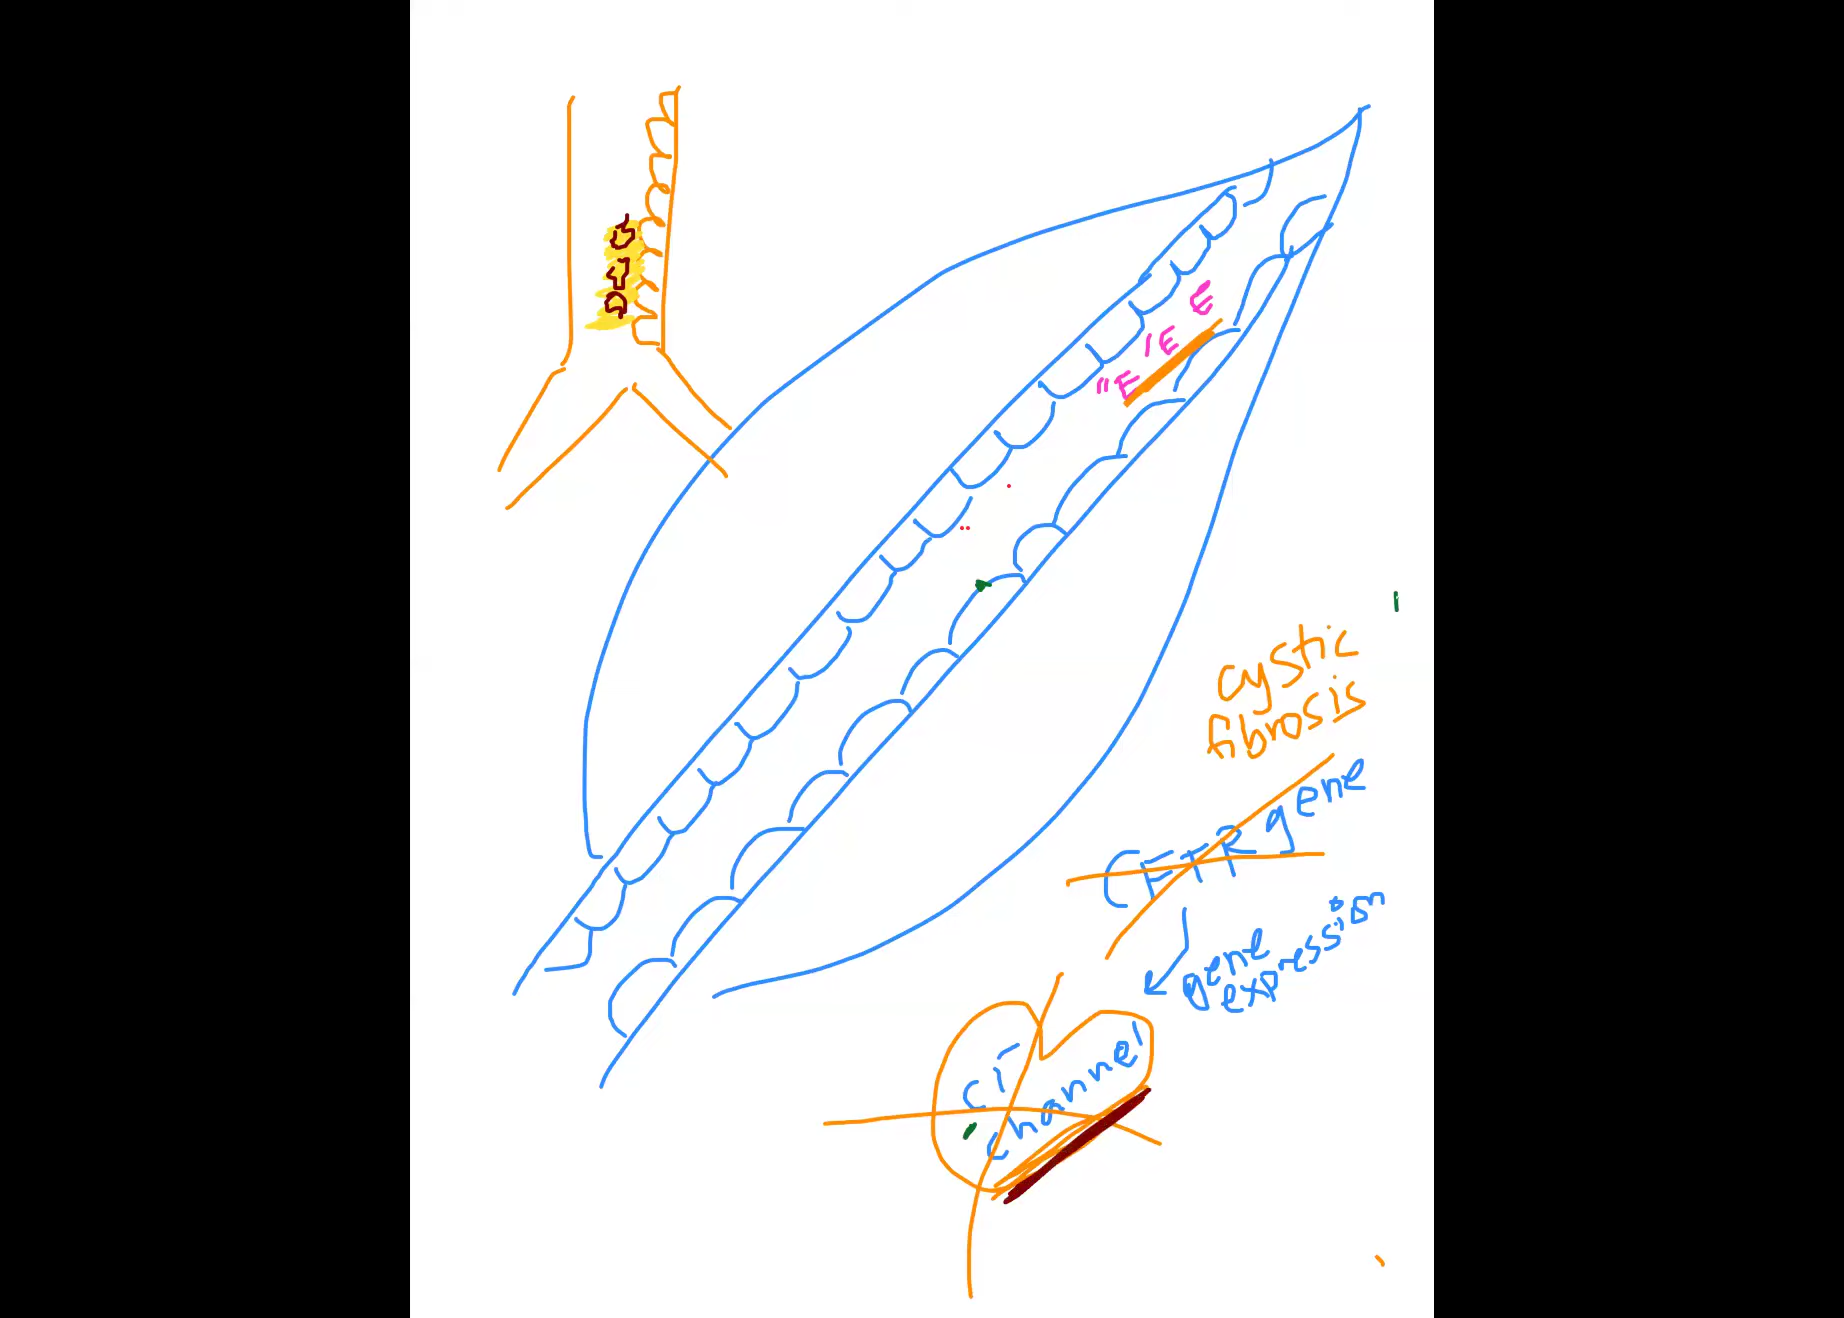 E
"E
"E
cystic
fibrosis
CFTR gene
gene
expression
Cl-
channel